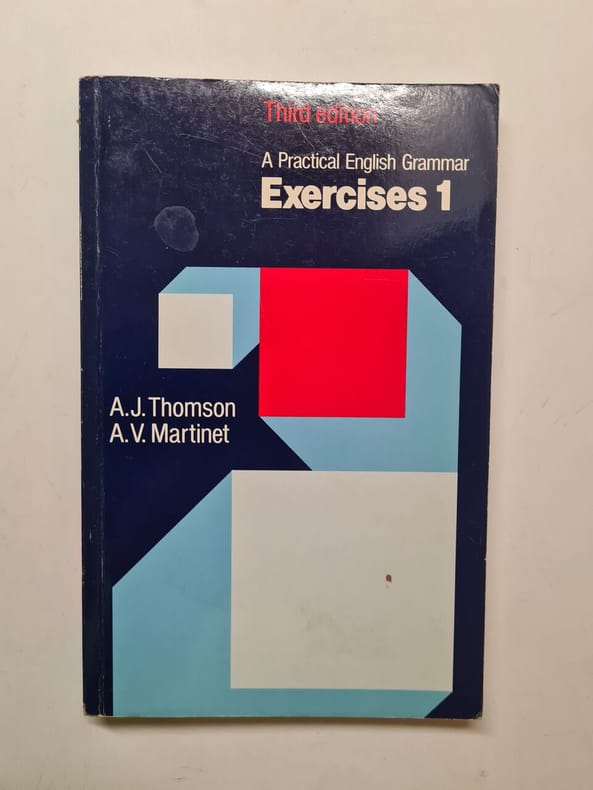 Third edition
A Practical English Grammar
Exercises 1
A.J. Thomson
A.V. Martinet